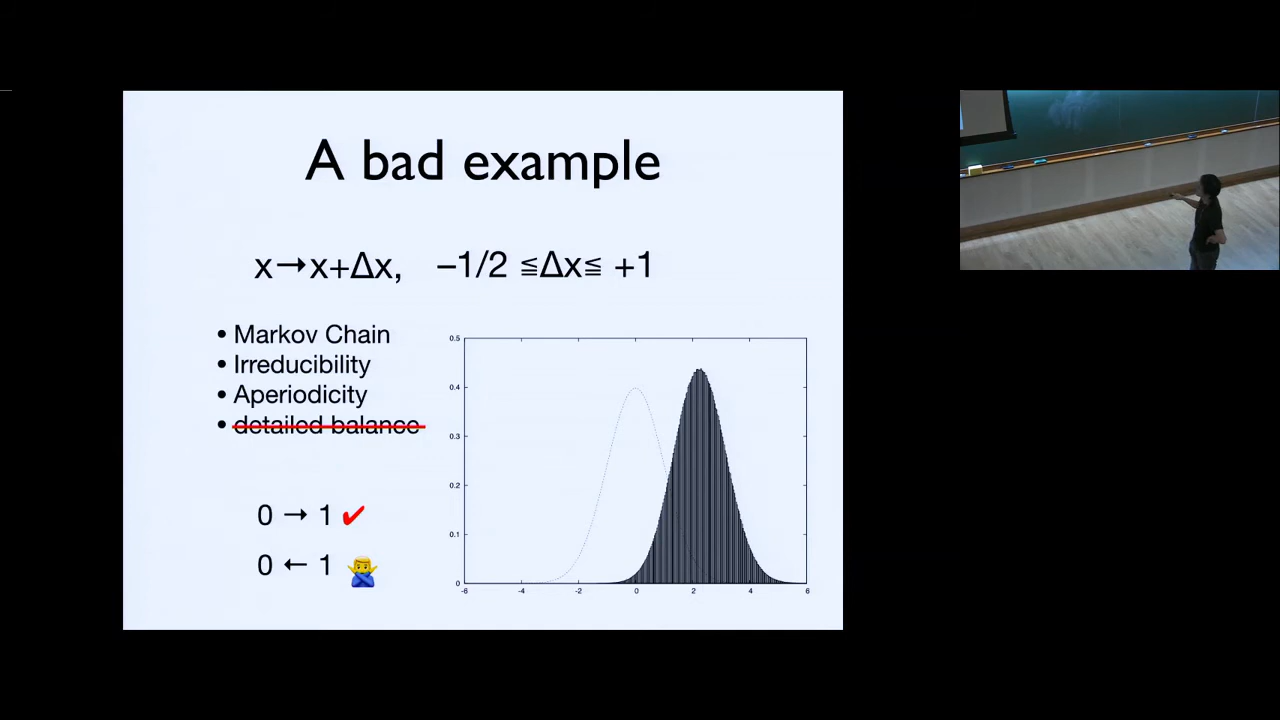 A bad example
x→x+Δx, −1/2 ≦Δx≦ +1
• Markov Chain
• Irreducibility
• Aperiodicity
• detailed balance
0 → 1 ✔
0 ← 1 🙅
0.5
0.4
0.3
0.2
0.1
0
-6 -4 -2 0 2 4 6